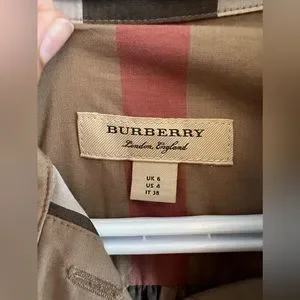 BURBERRY
London, England
UK 6
US 4
IT 38